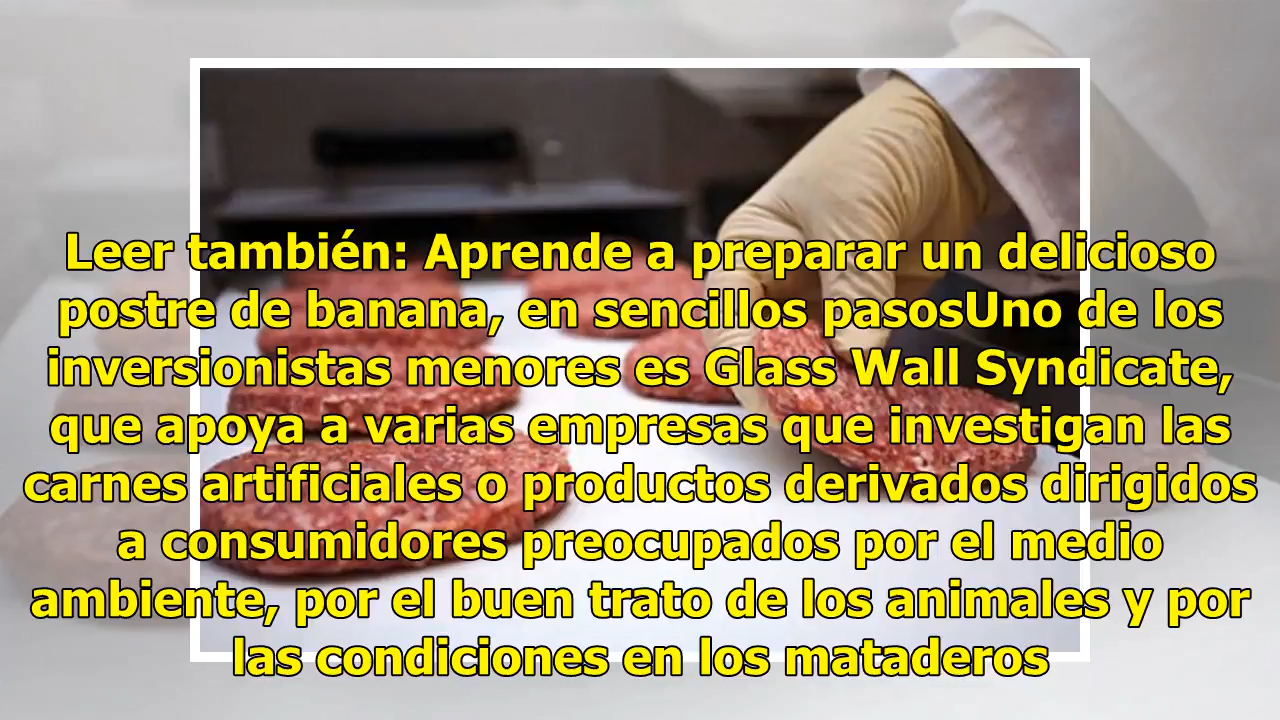 Leer también: Aprende a preparar un delicioso
postre de banana, en sencillos pasosUno de los
inversionistas menores es Glass Wall Syndicate,
que apoya a varias empresas que investigan las
carnes artificiales o productos derivados dirigidos
a consumidores preocupados por el medio
ambiente, por el buen trato de los animales y por
las condiciones en los mataderos